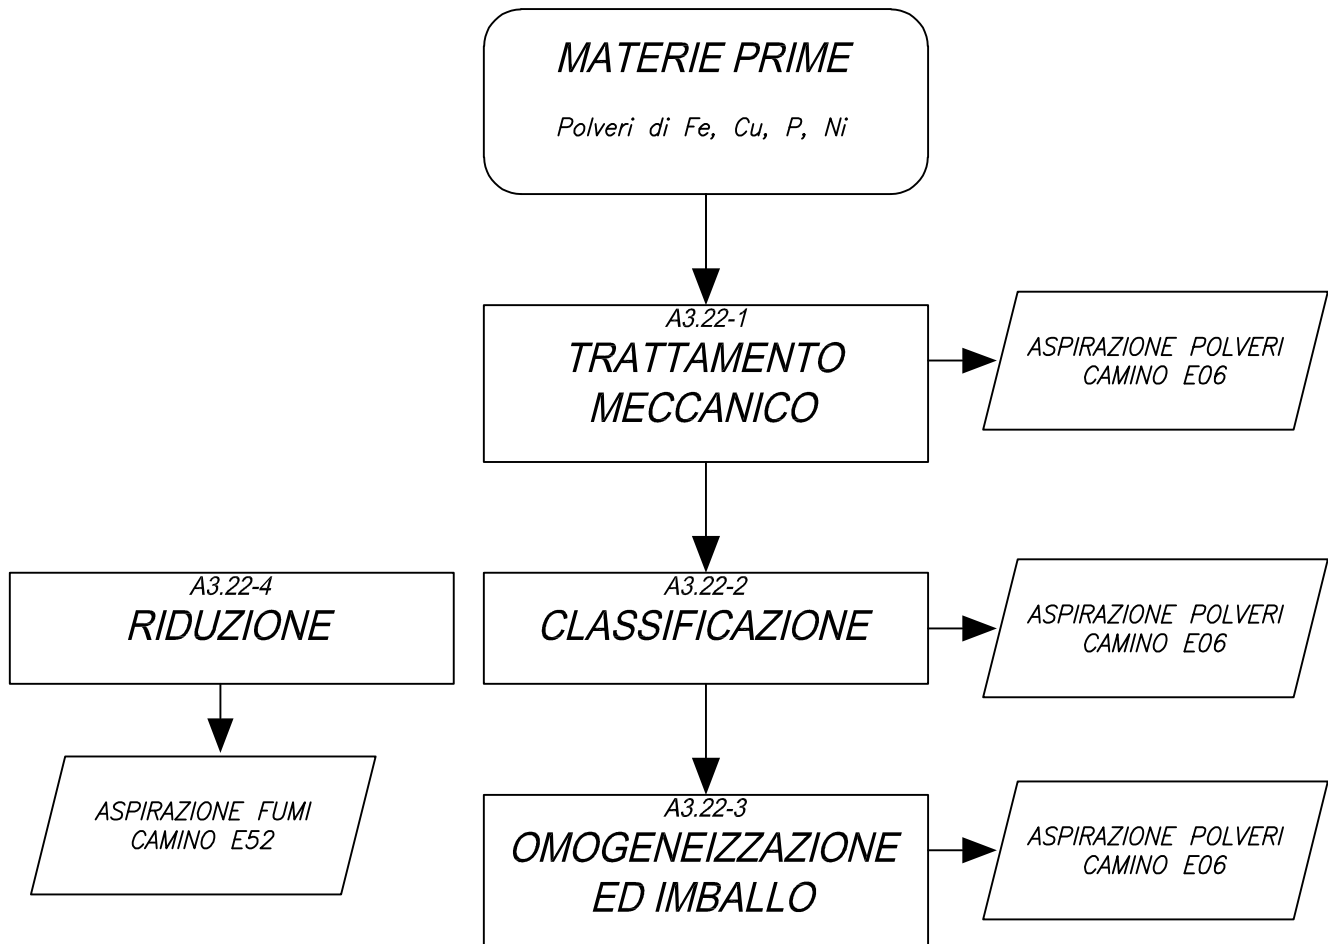 MATERIE PRIME
Polveri di Fe, Cu, P, Ni
A3.22-1
TRATTAMENTO
MECCANICO
ASPIRAZIONE POLVERI
CAMINO E06
A3.22-4
RIDUZIONE
A3.22-2
CLASSIFICAZIONE
ASPIRAZIONE POLVERI
CAMINO E06
ASPIRAZIONE FUMI
CAMINO E52
A3.22-3
OMOGENEIZZAZIONE
ED IMBALLO
ASPIRAZIONE POLVERI
CAMINO E06